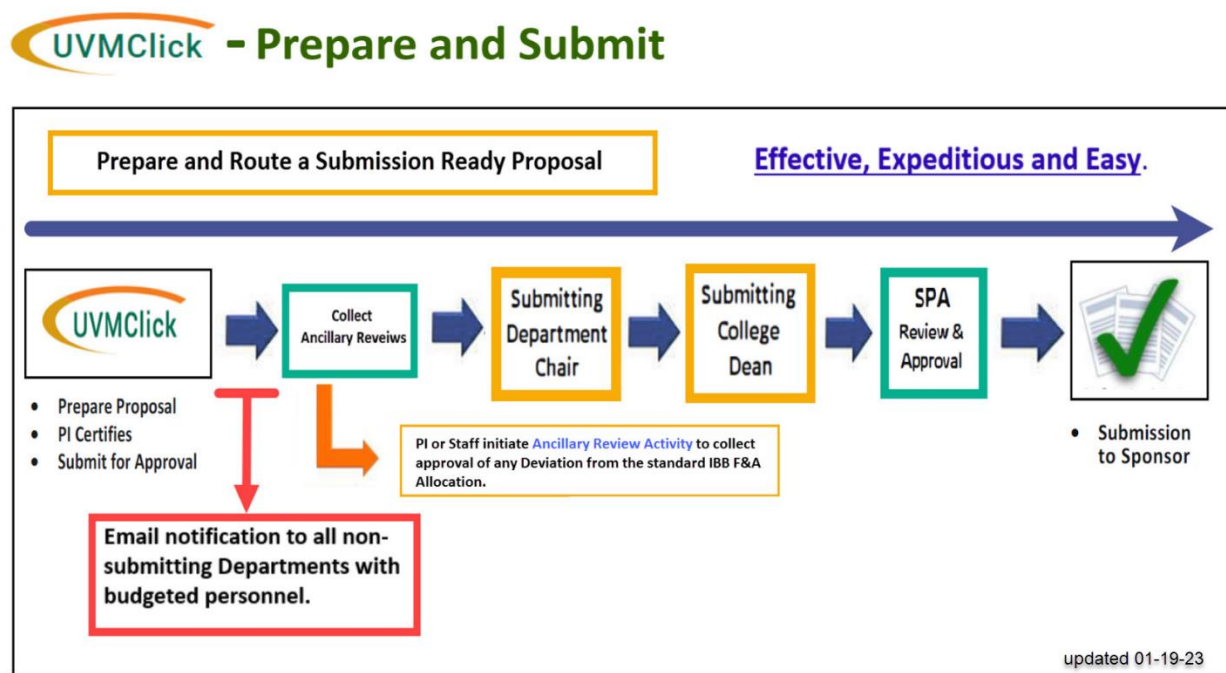 UVMClick - Prepare and Submit
Prepare and Route a Submission Ready Proposal
Effective, Expeditious and Easy.
UVMClick
• Prepare Proposal
• PI Certifies
• Submit for Approval
Collect
Ancillary Reveiws
Submitting
Department
Chair
Submitting
College
Dean
SPA
Review &
Approval
• Submission
to Sponsor
PI or Staff initiate Ancillary Review Activity to collect
approval of any Deviation from the standard IBB F&A
Allocation.
Email notification to all non-
submitting Departments with
budgeted personnel.
updated 01-19-23